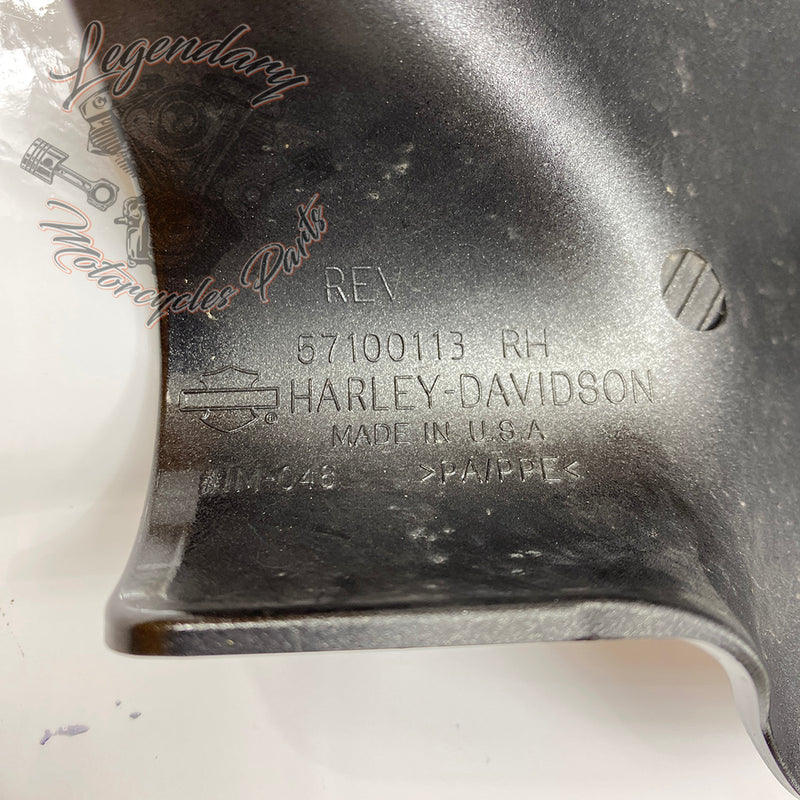 Legendary
Motorcycles Parts
REV
57100113 RH
HARLEY-DAVIDSON
®
MADE IN U.S.A
>PA/PPE<